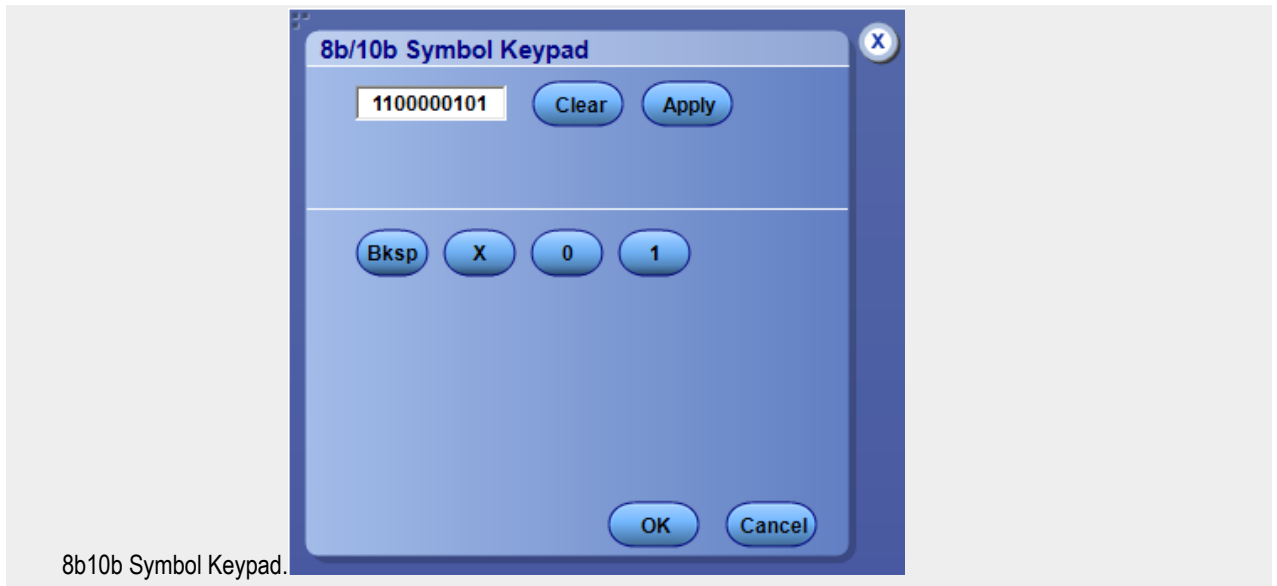 8b/10b Symbol Keypad
X
1100000101 Clear Apply
Bksp X 0 1
OK Cancel
8b10b Symbol Keypad.